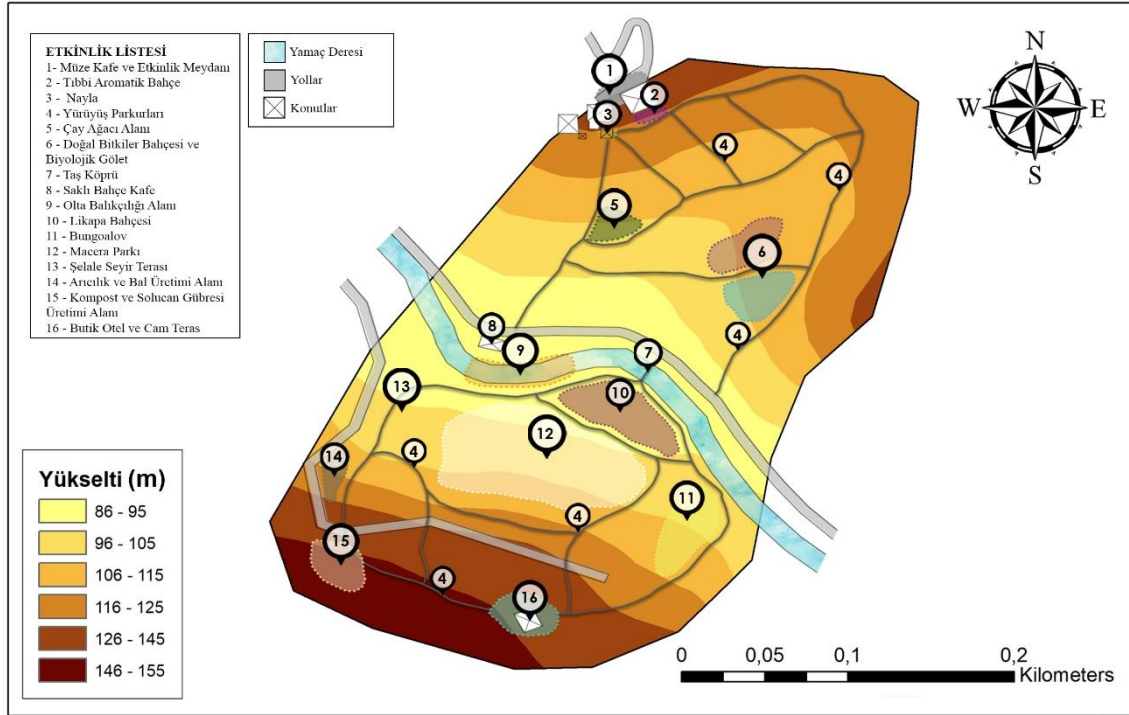 ETKİNLİK LİSTESİ
1- Müze Kafe ve Etkinlik Meydanı
2 - Tıbbi Aromatik Bahçe
3 - Nayla
4 - Yürüyüş Parkurları
5 - Çay Ağacı Alanı
6 - Doğal Bitkiler Bahçesi ve
Biyolojik Gölet
7 - Taş Köprü
8 - Saklı Bahçe Kafe
9 - Olta Balıkçılığı Alanı
10 - Likapa Bahçesi
11 - Bungoalov
12 - Macera Parkı
13 - Şelale Seyir Terası
14 - Arıcılık ve Bal Üretimi Alanı
15 - Kompost ve Solucan Gübresi
Üretimi Alanı
16 - Butik Otel ve Cam Teras
Yamaç Deresi
Yollar
Konutlar
N
W E
S
1
2
3
4
4
5
6
4
8
9
7
13
10
12
4
14
11
4
15
4
16
Yükselti (m)
86 - 95
96 - 105
106 - 115
116 - 125
126 - 145
146 - 155
0 0,05 0,1 0,2
Kilometers